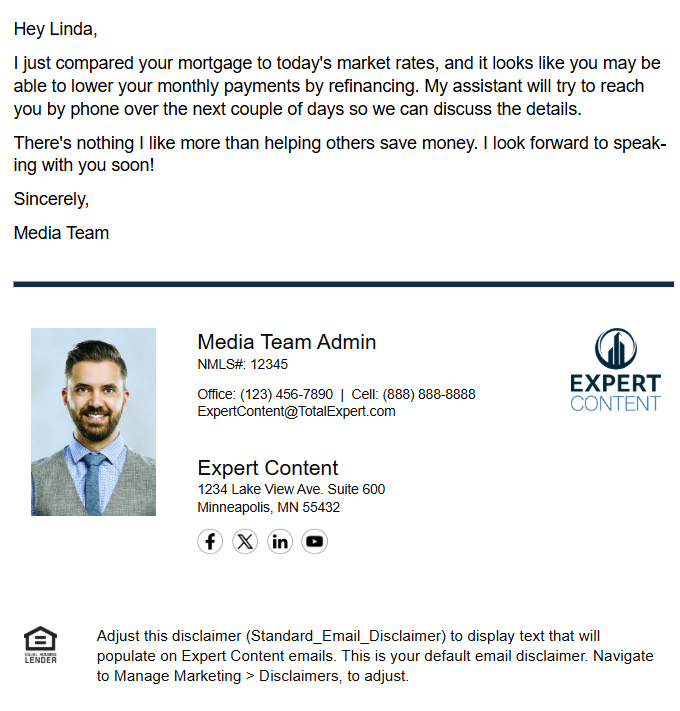 Hey Linda,
I just compared your mortgage to today's market rates, and it looks like you may be
able to lower your monthly payments by refinancing. My assistant will try to reach
you by phone over the next couple of days so we can discuss the details.
There's nothing I like more than helping others save money. I look forward to speak-
ing with you soon!
Sincerely,
Media Team
Media Team Admin
NMLS#: 12345
Office: (123) 456-7890 | Cell: (888) 888-8888
ExpertContent@TotalExpert.com
EXPERT
CONTENT
Expert Content
1234 Lake View Ave. Suite 600
Minneapolis, MN 55432
EQUAL HOUSING
LENDER
Adjust this disclaimer (Standard_Email_Disclaimer) to display text that will
populate on Expert Content emails. This is your default email disclaimer. Navigate
to Manage Marketing > Disclaimers, to adjust.